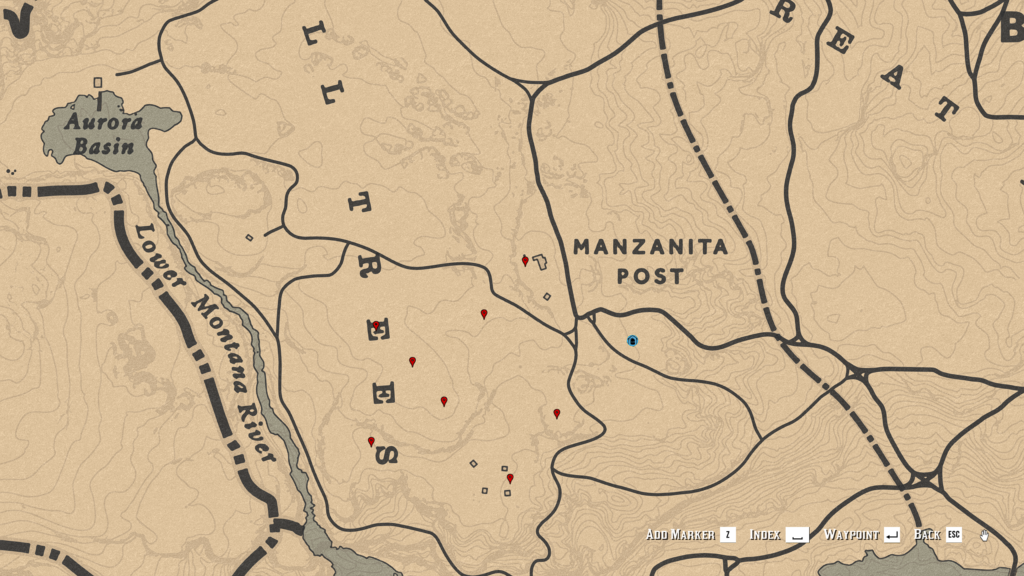 Aurora
Basin
Lower Montana River
L
L
T
R
E
E
S
MANZANITA
POST
R
E
A
T
B
Add Marker Z Index Waypoint Back ESC